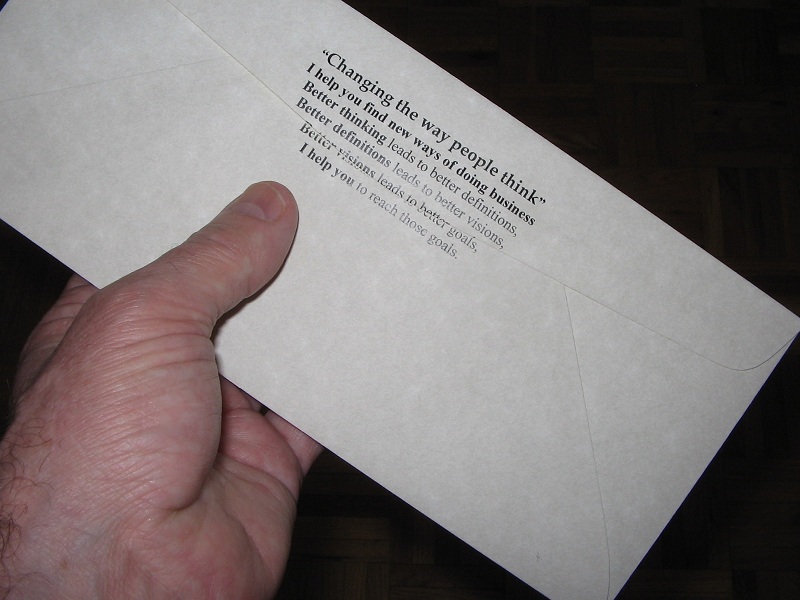 “Changing the way people think”
I help you find new ways of doing business
Better thinking leads to better definitions,
Better definitions leads to better visions,
Better visions leads to better goals,
I help you to reach those goals.